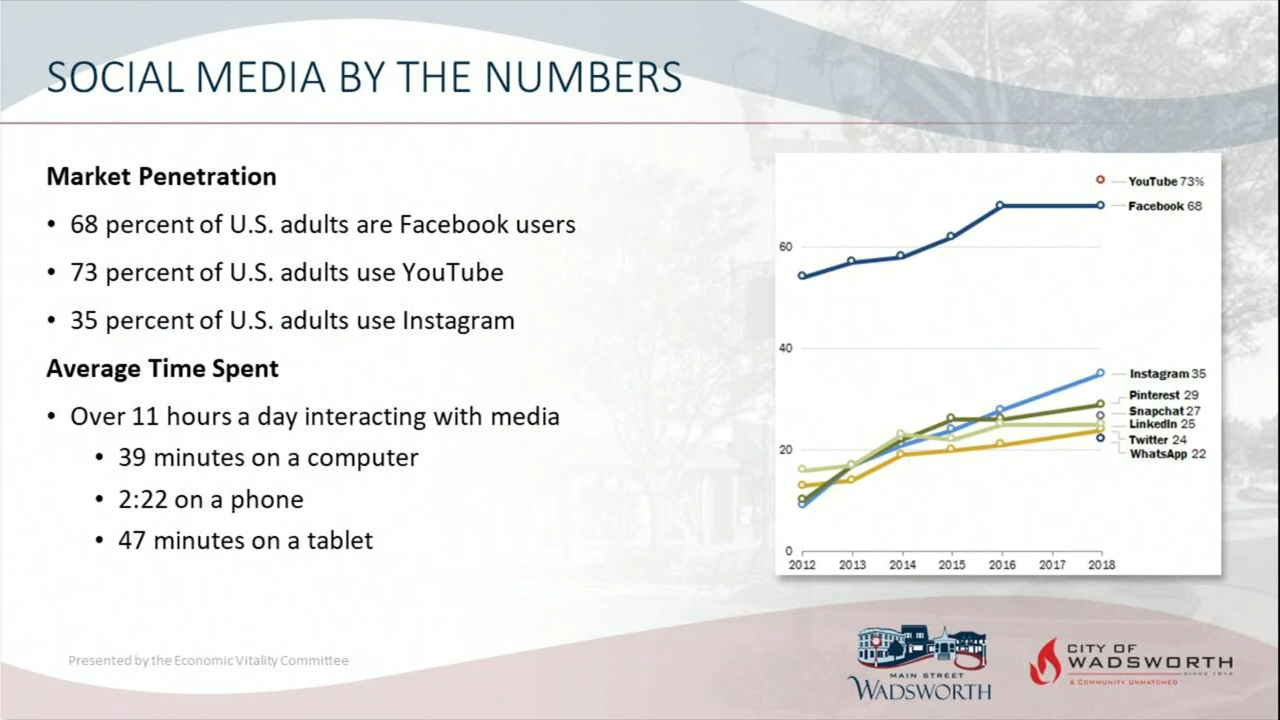 SOCIAL MEDIA BY THE NUMBERS
Market Penetration
• 68 percent of U.S. adults are Facebook users
• 73 percent of U.S. adults use YouTube
• 35 percent of U.S. adults use Instagram
Average Time Spent
• Over 11 hours a day interacting with media
• 39 minutes on a computer
• 2:22 on a phone
• 47 minutes on a tablet
YouTube 73%
Facebook 68
60
40
Instagram 35
Pinterest 29
Snapchat 27
LinkedIn 25
Twitter 24
WhatsApp 22
20
0
2012 2013 2014 2015 2016 2017 2018
Presented by the Economic Vitality Committee
MAIN STREET
WADSWORTH
CITY OF
WADSWORTH
SINCE 1814
A COMMUNITY UNMATCHED